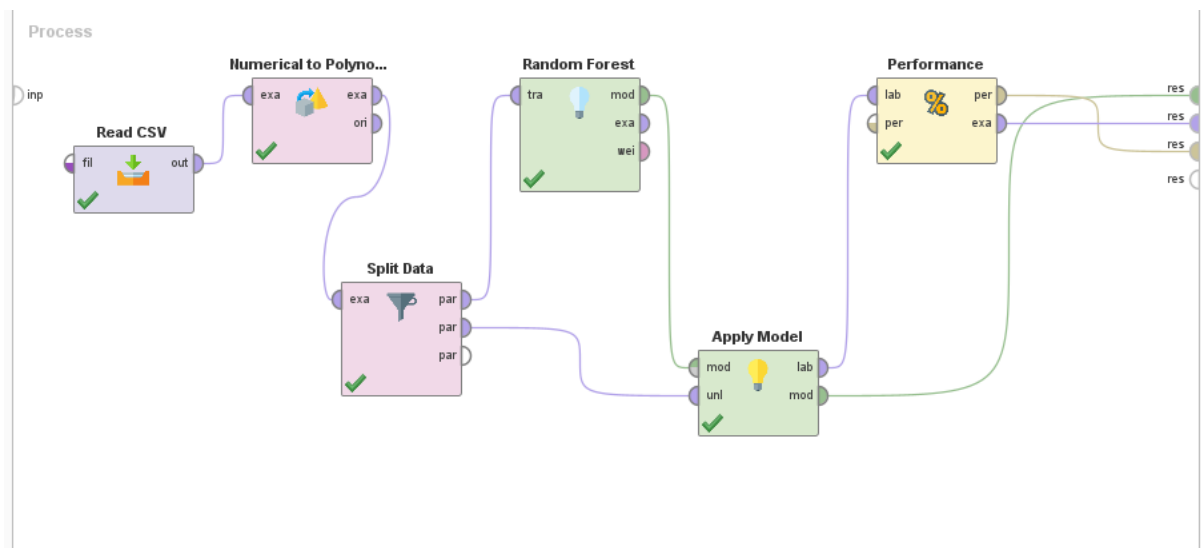 Process
inp
Read CSV
fil
out
Numerical to Polyno...
exa
exa
ori
Split Data
exa
par
par
par
Random Forest
tra
mod
exa
wei
Apply Model
mod
lab
unl
mod
Performance
lab
per
per
exa
%
res
res
res
res